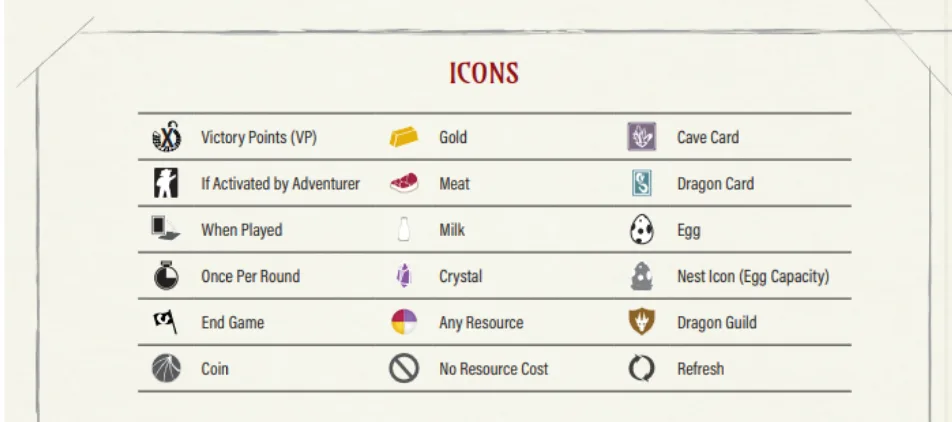 ICONS
Victory Points (VP) Gold Cave Card
If Activated by Adventurer Meat Dragon Card
When Played Milk Egg
Once Per Round Crystal Nest Icon (Egg Capacity)
End Game Any Resource Dragon Guild
Coin No Resource Cost Refresh